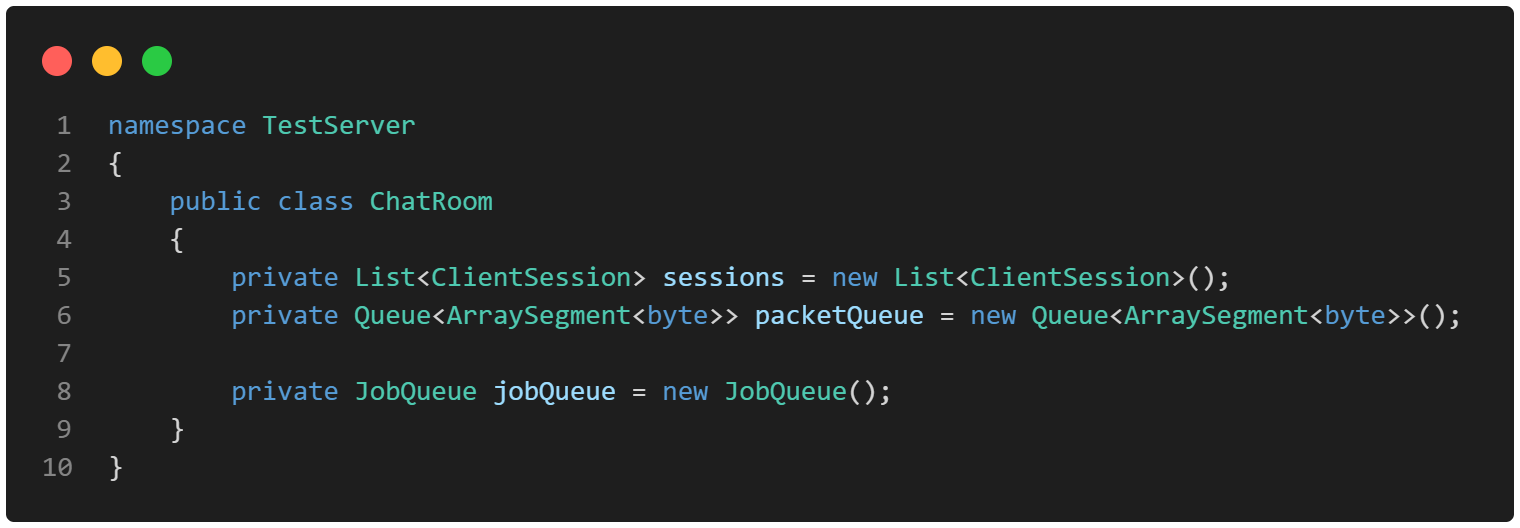 1 namespace TestServer
2 {
3     public class ChatRoom
4     {
5         private List<ClientSession> sessions = new List<ClientSession>();
6         private Queue<ArraySegment<byte>> packetQueue = new Queue<ArraySegment<byte>>();
7
8         private JobQueue jobQueue = new JobQueue();
9     }
10 }